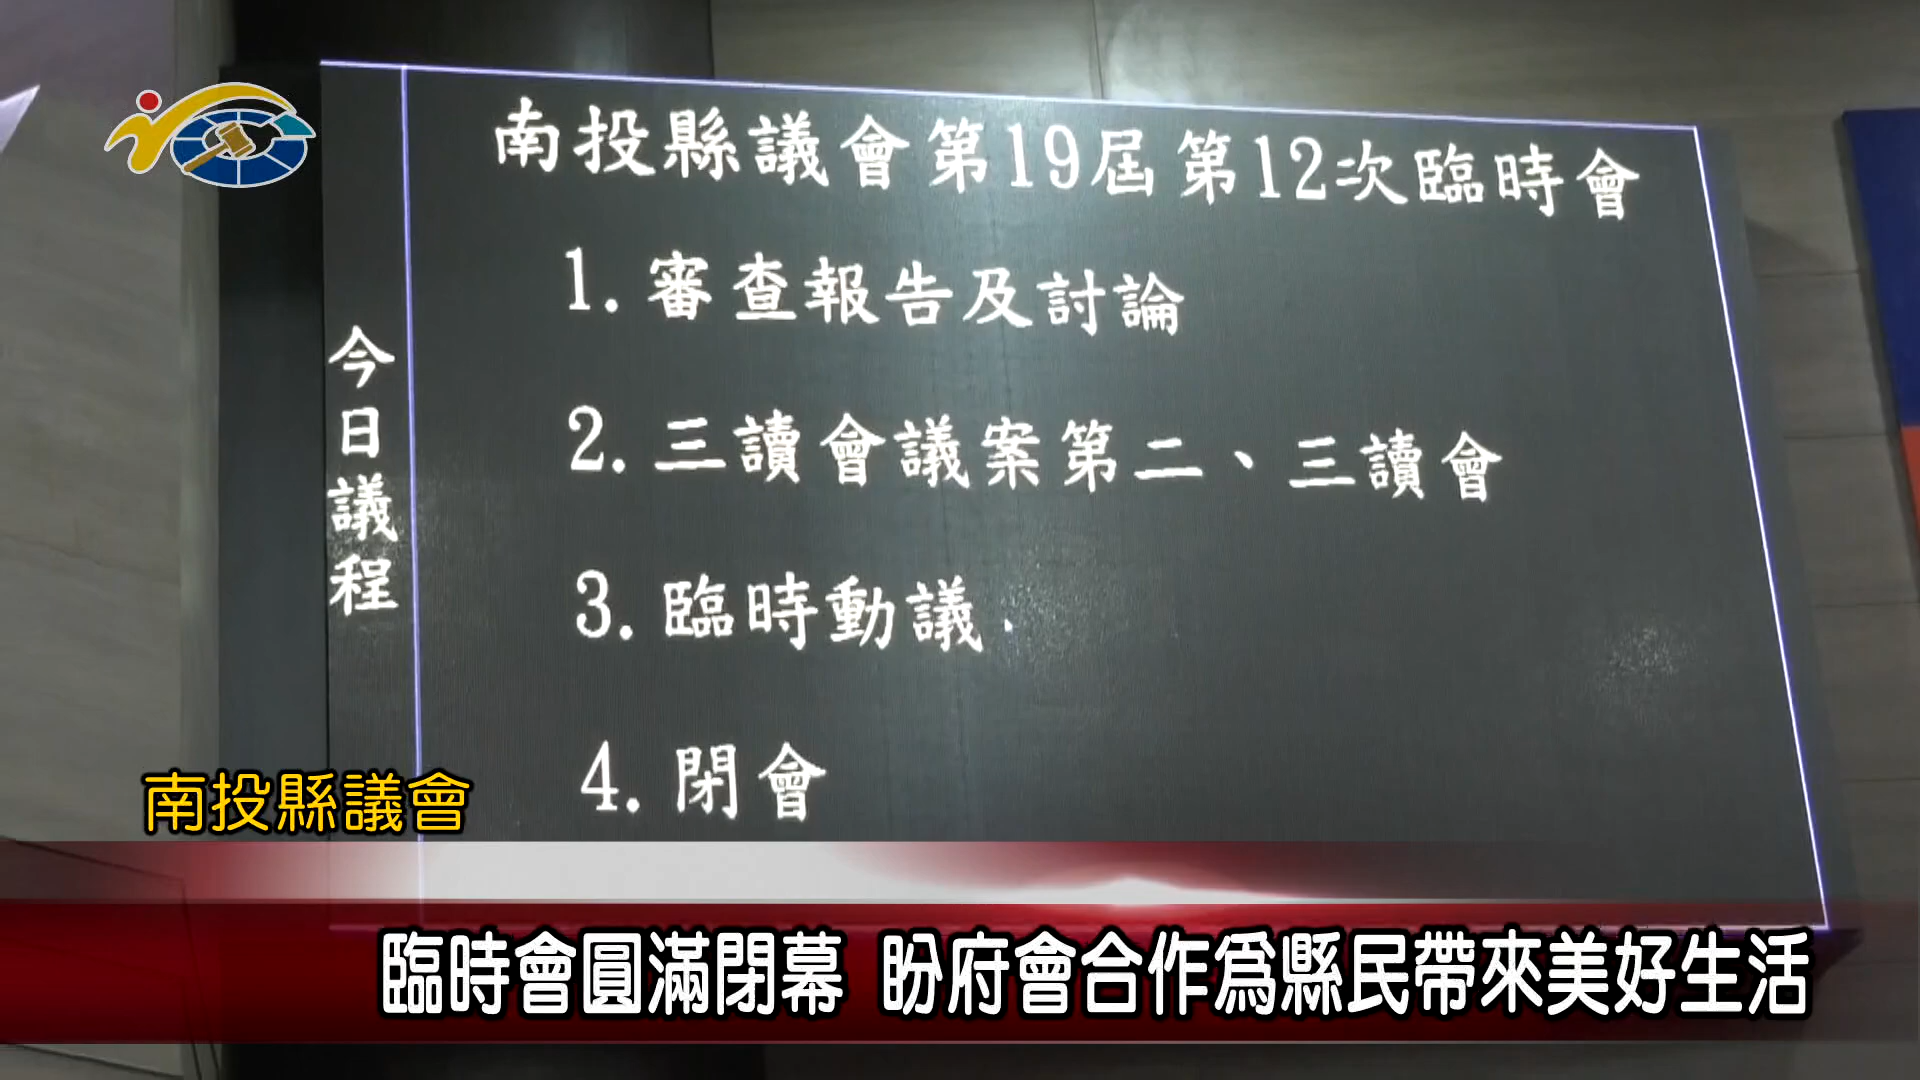 南投縣議會第19屆第12次臨時會
今日議程
1.審查報告及討論
2.三讀會議案第二、三讀會
3.臨時動議
4.閉會
南投縣議會
臨時會圓滿閉幕 盼府會合作為縣民帶來美好生活